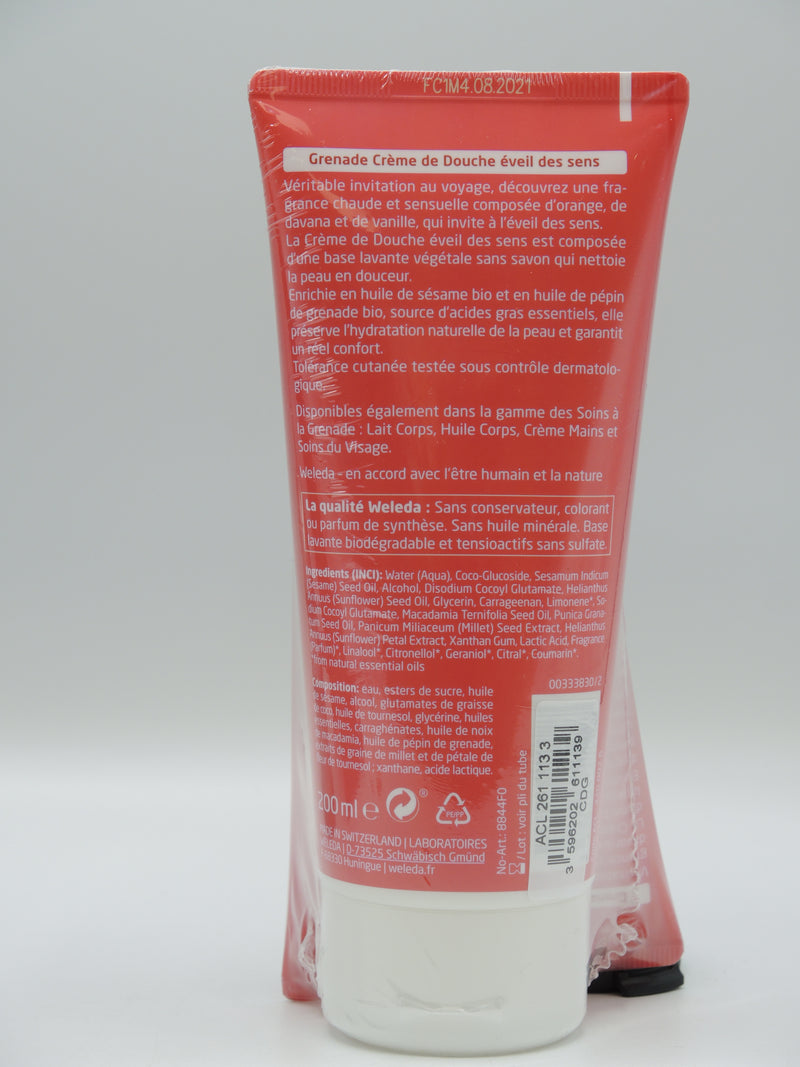 FC1M4.08.2021
Grenade Crème de Douche éveil des sens
Véritable invitation au voyage, découvrez une fra-
grance chaude et sensuelle composée d'orange, de
davana et de vanille, qui invite à l'éveil des sens.
La Crème de Douche éveil des sens est composée
d'une base lavante végétale sans savon qui nettoie
la peau en douceur.
Enrichie en huile de sésame bio et en huile de pépin
de grenade bio, source d'acides gras essentiels, elle
préserve l'hydratation naturelle de la peau et garantit
un réel confort.
Tolérance cutanée testée sous contrôle dermatolo-
gique.
Disponibles également dans la gamme des Soins à
la Grenade : Lait Corps, Huile Corps, Crème Mains et
Soins du Visage.
Weleda - en accord avec l'être humain et la nature
La qualité Weleda : Sans conservateur, colorant
ou parfum de synthèse. Sans huile minérale. Base
lavante biodégradable et tensioactifs sans sulfate.
Ingredients (INCI): Water (Aqua), Coco-Glucoside, Sesamum Indicum
(Sesame) Seed Oil, Alcohol, Disodium Cocoyl Glutamate, Helianthus
Annuus (Sunflower) Seed Oil, Glycerin, Carrageenan, Limonene*, So-
dium Cocoyl Glutamate, Macadamia Ternifolia Seed Oil, Punica Grana-
tum Seed Oil, Panicum Miliaceum (Millet) Seed Extract, Helianthus
Annuus (Sunflower) Petal Extract, Xanthan Gum, Lactic Acid, Fragrance
(Parfum)*, Linalool*, Citronellol*, Geraniol*, Citral*, Coumarin*.
*from natural essential oils
00333830/2
Composition: eau, esters de sucre, huile
de sésame, alcool, glutamates de graisse
de coco, huile de tournesol, glycérine, huiles
essentielles, carraghénates, huile de noix
de macadamia, huile de pépin de grenade,
extraits de graine de millet et de pétale de
fleur de tournesol ; xanthane, acide lactique.
200 ml e ®
PE/PP
MADE IN SWITZERLAND | LABORATOIRES
WELEDA | D-73525 Schwäbisch Gmünd
F-68330 Huningue | weleda.fr
No-Art.: 8844F0
/ Lot : voir pli du tube
ACL 261 113 3
3 596202 611139
CDG